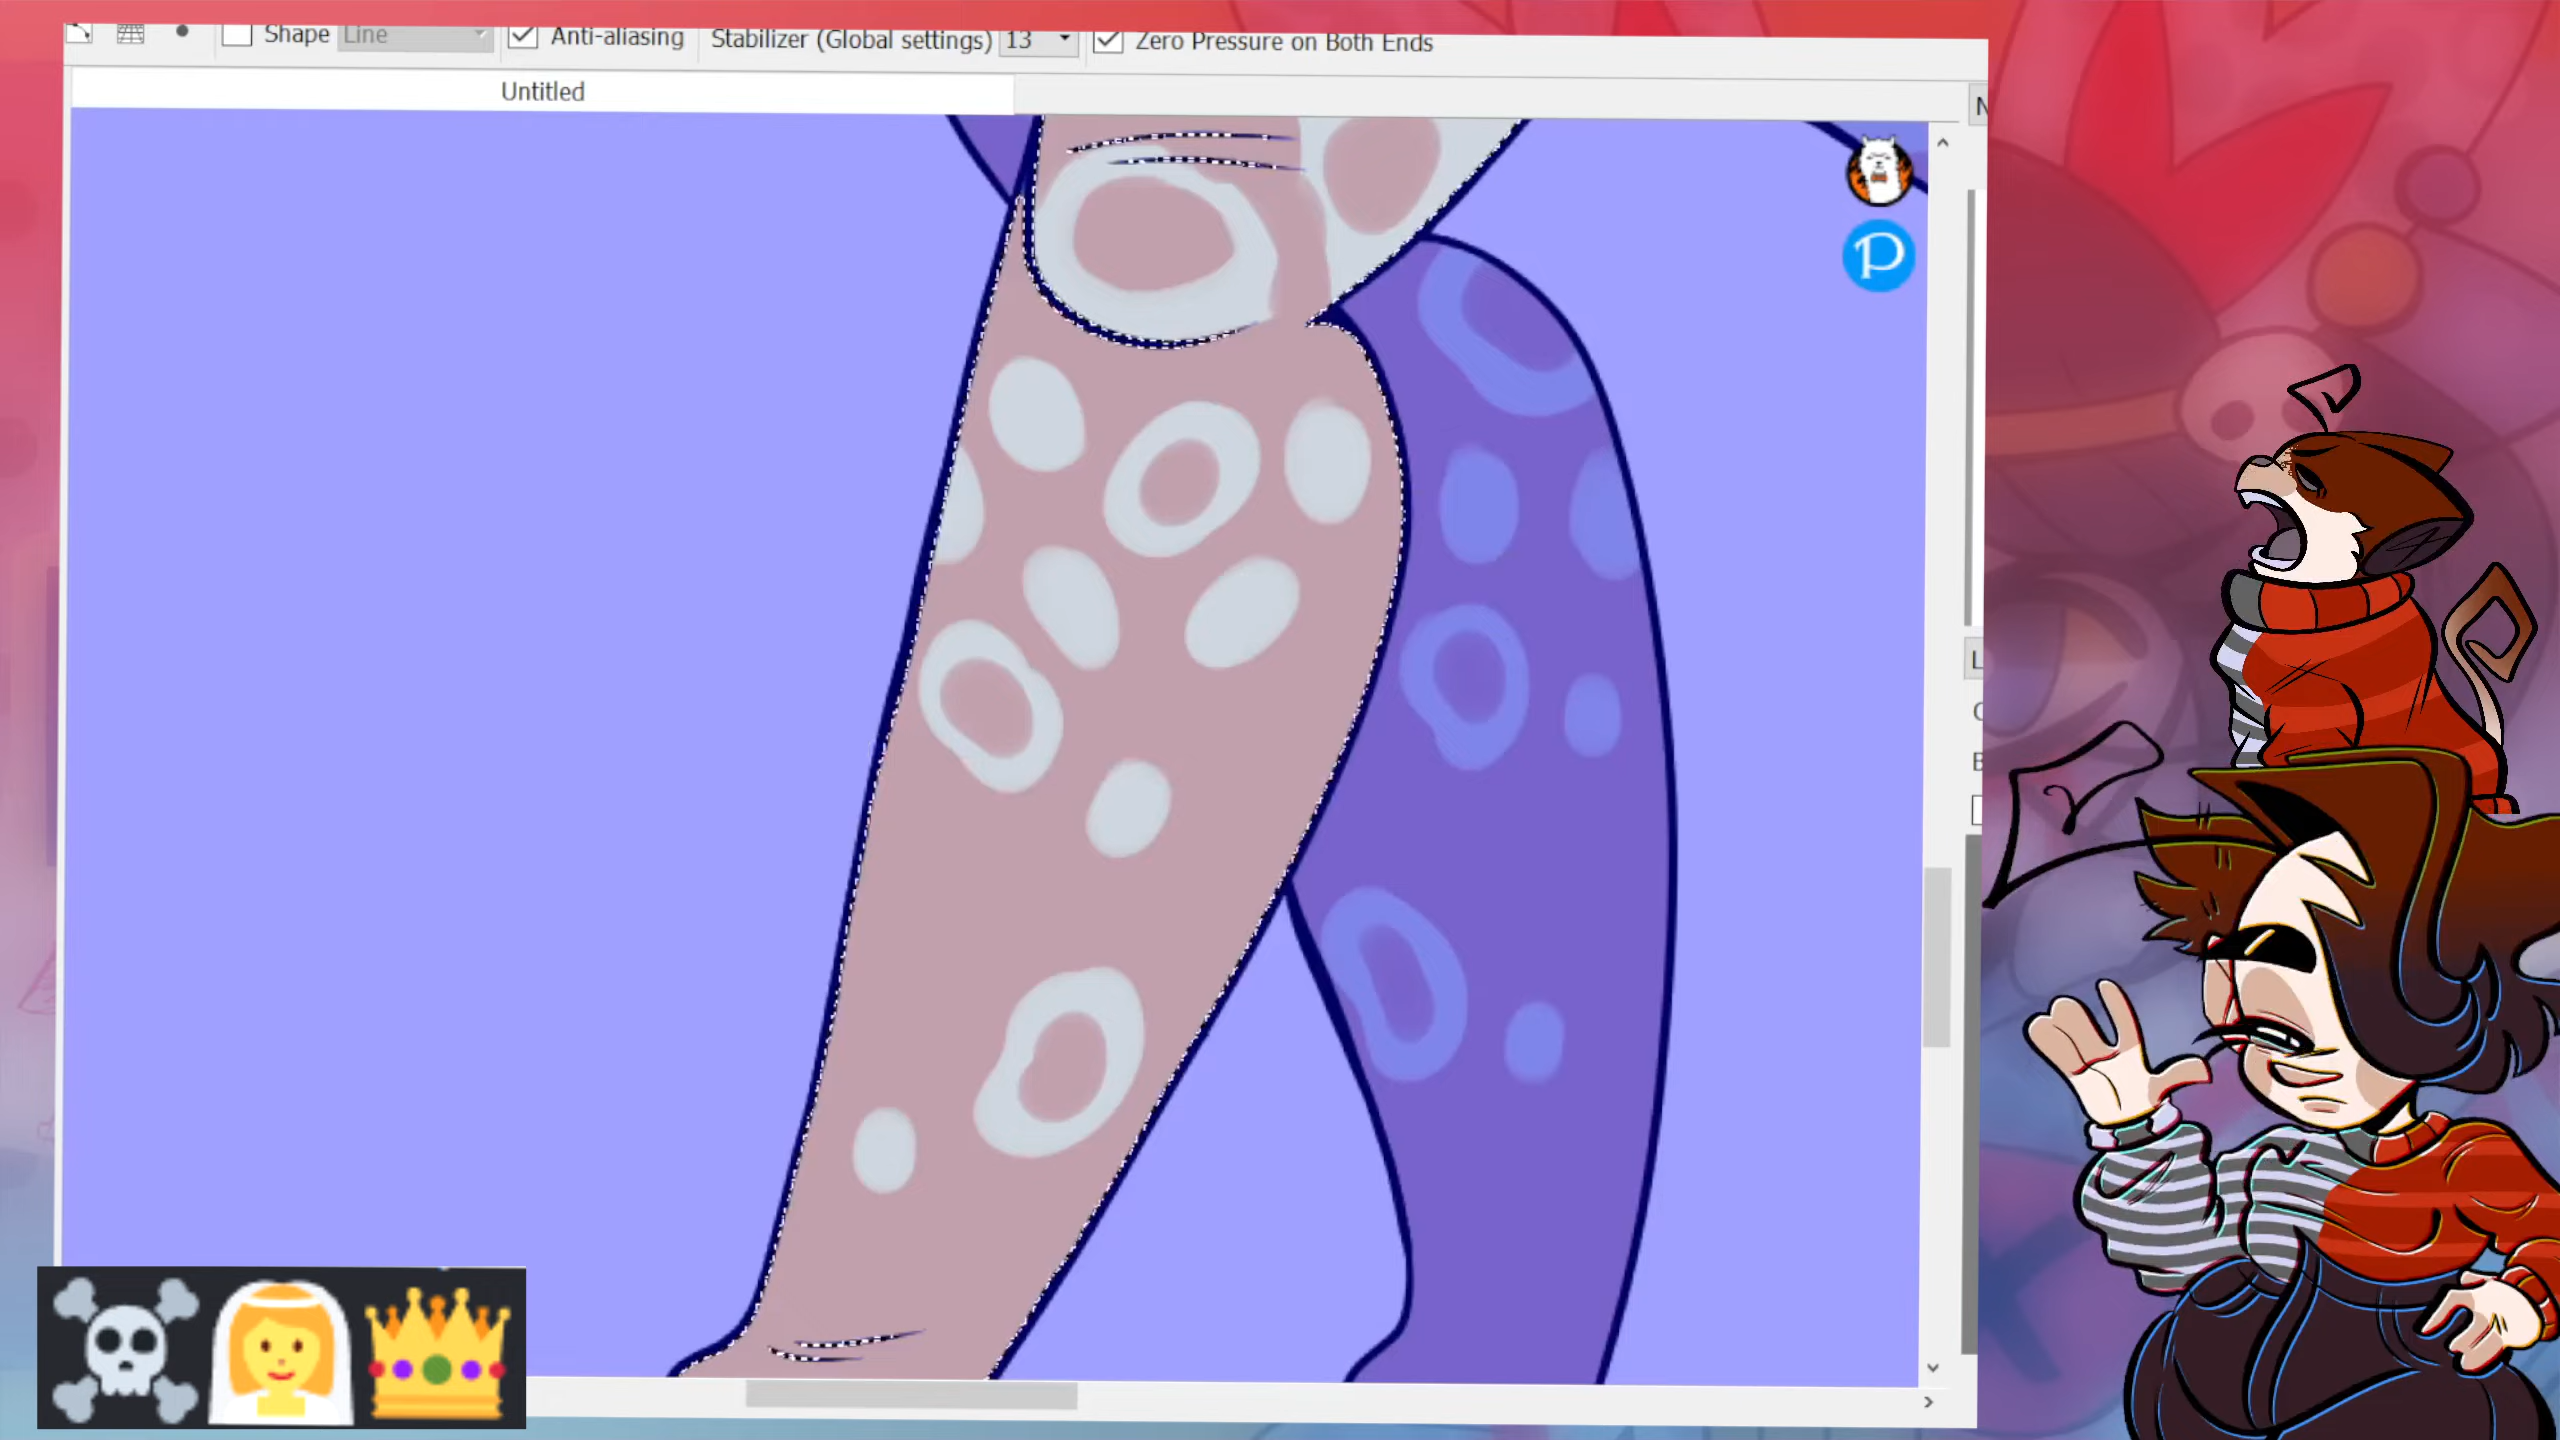 Shape Line Anti-aliasing Stabilizer (Global settings) 13 Zero Pressure on Both Ends
Untitled
N
P
L